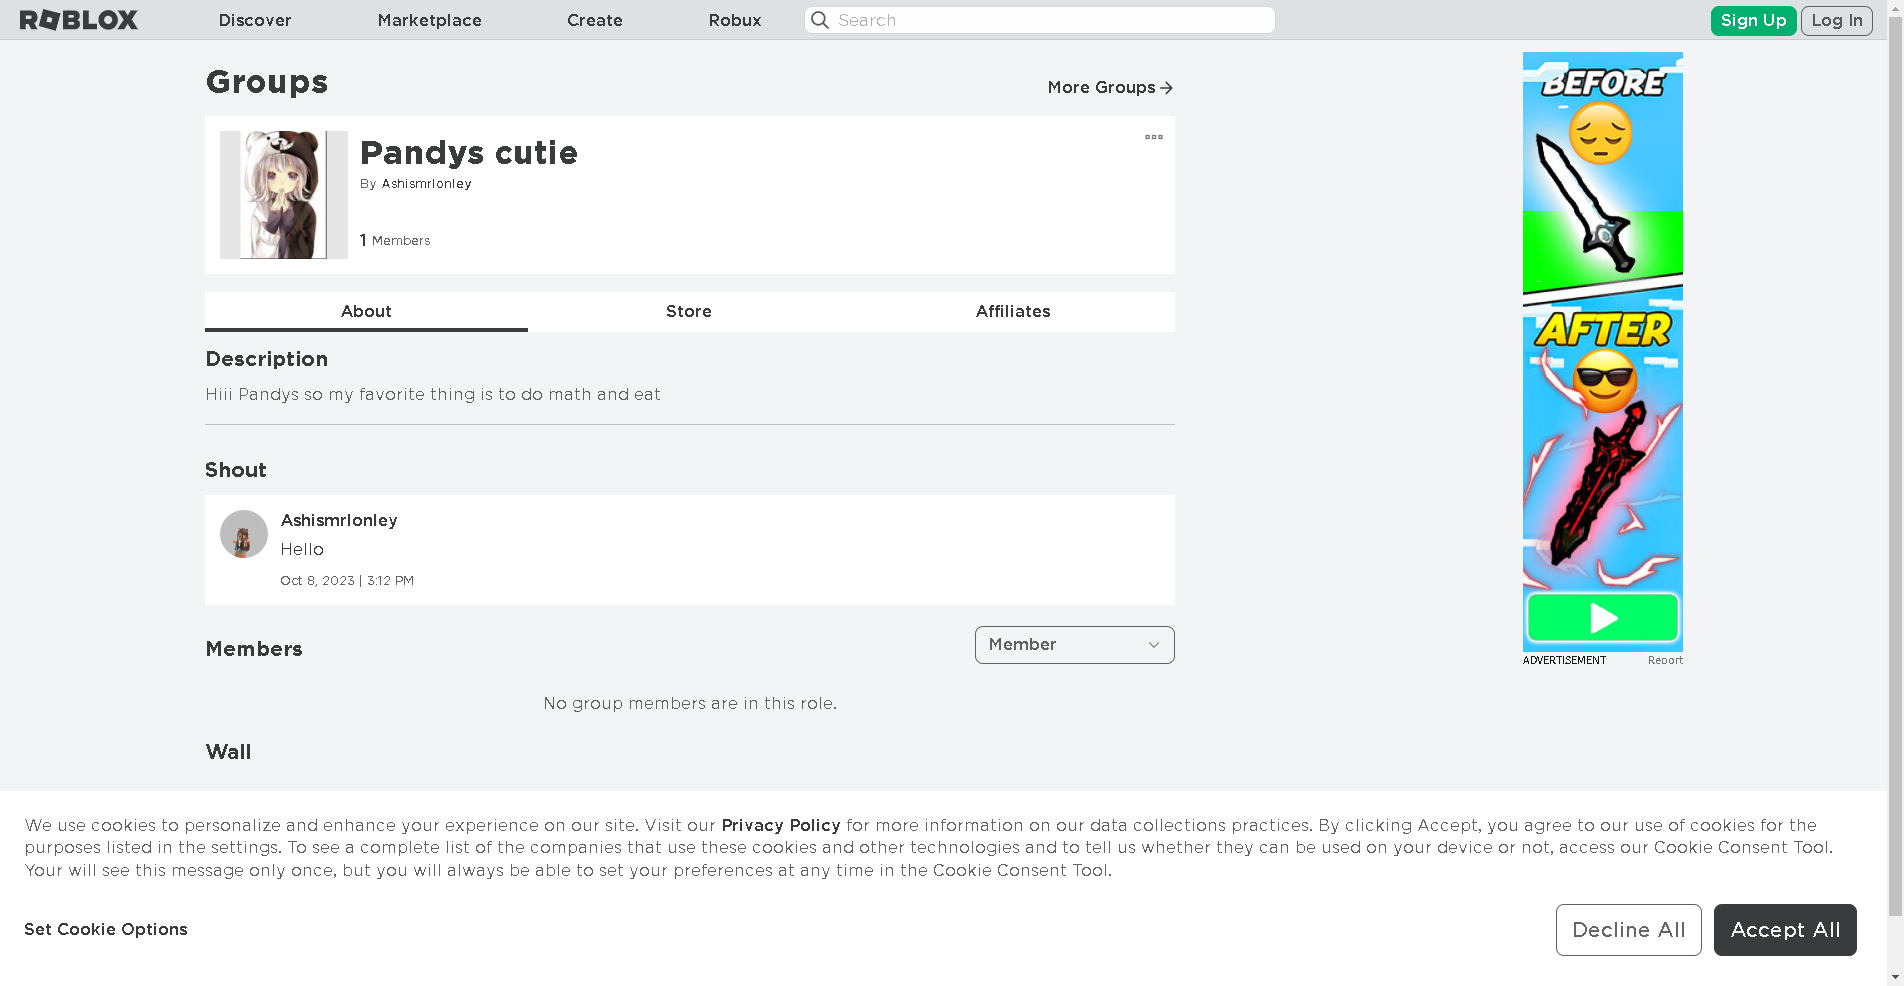 ROBLOX
Discover
Marketplace
Create
Robux
Search
Sign Up
Log In
Groups
More Groups
Pandys cutie
By Ashismrlonley
1 Members
About
Store
Affiliates
Description
Hiii Pandys so my favorite thing is to do math and eat
Shout
Ashismrlonley
Hello
Oct 8, 2023 | 3:12 PM
Members
Member
No group members are in this role.
Wall
BEFORE
AFTER
ADVERTISEMENT
Report
We use cookies to personalize and enhance your experience on our site. Visit our Privacy Policy for more information on our data collections practices. By clicking Accept, you agree to our use of cookies for the
purposes listed in the settings. To see a complete list of the companies that use these cookies and other technologies and to tell us whether they can be used on your device or not, access our Cookie Consent Tool.
Your will see this message only once, but you will always be able to set your preferences at any time in the Cookie Consent Tool.
Set Cookie Options
Decline All
Accept All